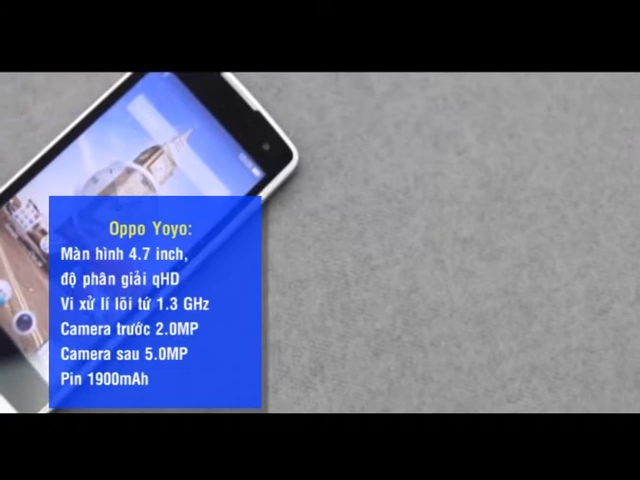 Oppo Yoyo:
Màn hình 4.7 inch,
độ phân giải qHD
Vi xử lí lõi tứ 1.3 GHz
Camera trước 2.0MP
Camera sau 5.0MP
Pin 1900mAh